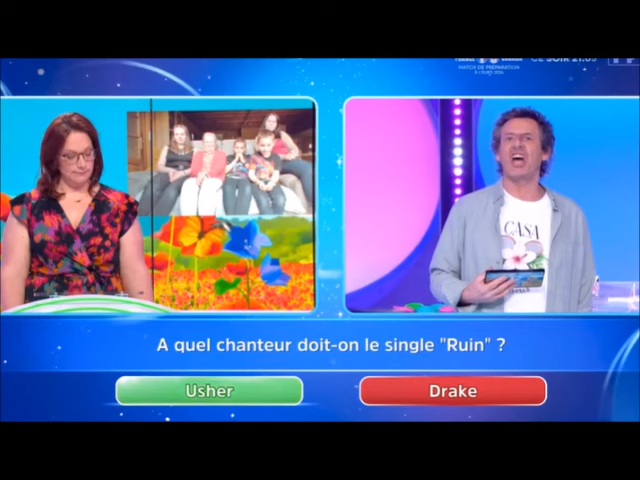 MATCH DE PRÉPARATION
CE SOIR 21:05
CASA
A quel chanteur doit-on le single "Ruin" ?
Usher
Drake